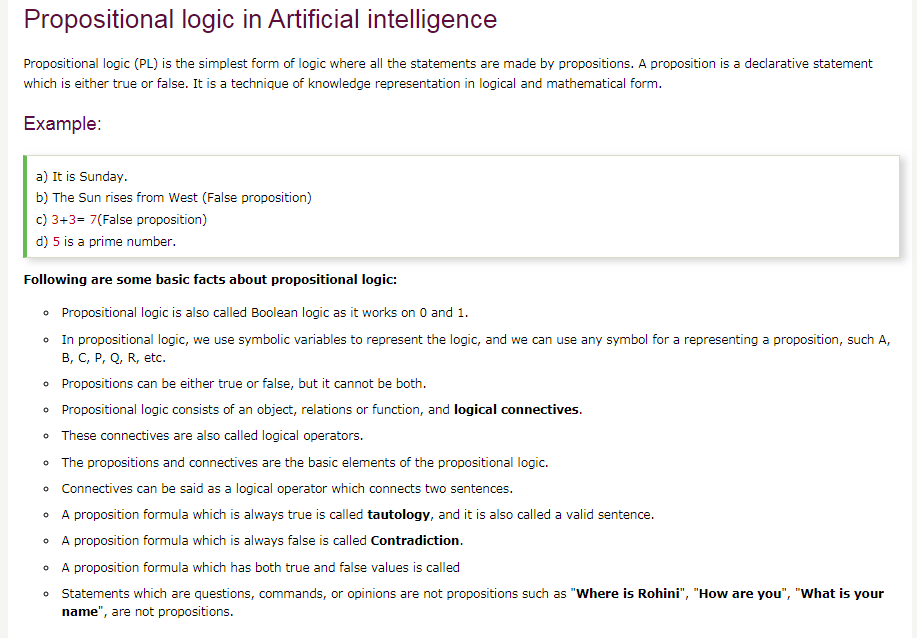 Propositional logic in Artificial intelligence
Propositional logic (PL) is the simplest form of logic where all the statements are made by propositions. A proposition is a declarative statement
which is either true or false. It is a technique of knowledge representation in logical and mathematical form.
Example:
a) It is Sunday.
b) The Sun rises from West (False proposition)
c) 3+3= 7(False proposition)
d) 5 is a prime number.
Following are some basic facts about propositional logic:
◦ Propositional logic is also called Boolean logic as it works on 0 and 1.
◦ In propositional logic, we use symbolic variables to represent the logic, and we can use any symbol for a representing a proposition, such A,
B, C, P, Q, R, etc.
◦ Propositions can be either true or false, but it cannot be both.
◦ Propositional logic consists of an object, relations or function, and logical connectives.
◦ These connectives are also called logical operators.
◦ The propositions and connectives are the basic elements of the propositional logic.
◦ Connectives can be said as a logical operator which connects two sentences.
◦ A proposition formula which is always true is called tautology, and it is also called a valid sentence.
◦ A proposition formula which is always false is called Contradiction.
◦ A proposition formula which has both true and false values is called
◦ Statements which are questions, commands, or opinions are not propositions such as "Where is Rohini", "How are you", "What is your
name", are not propositions.